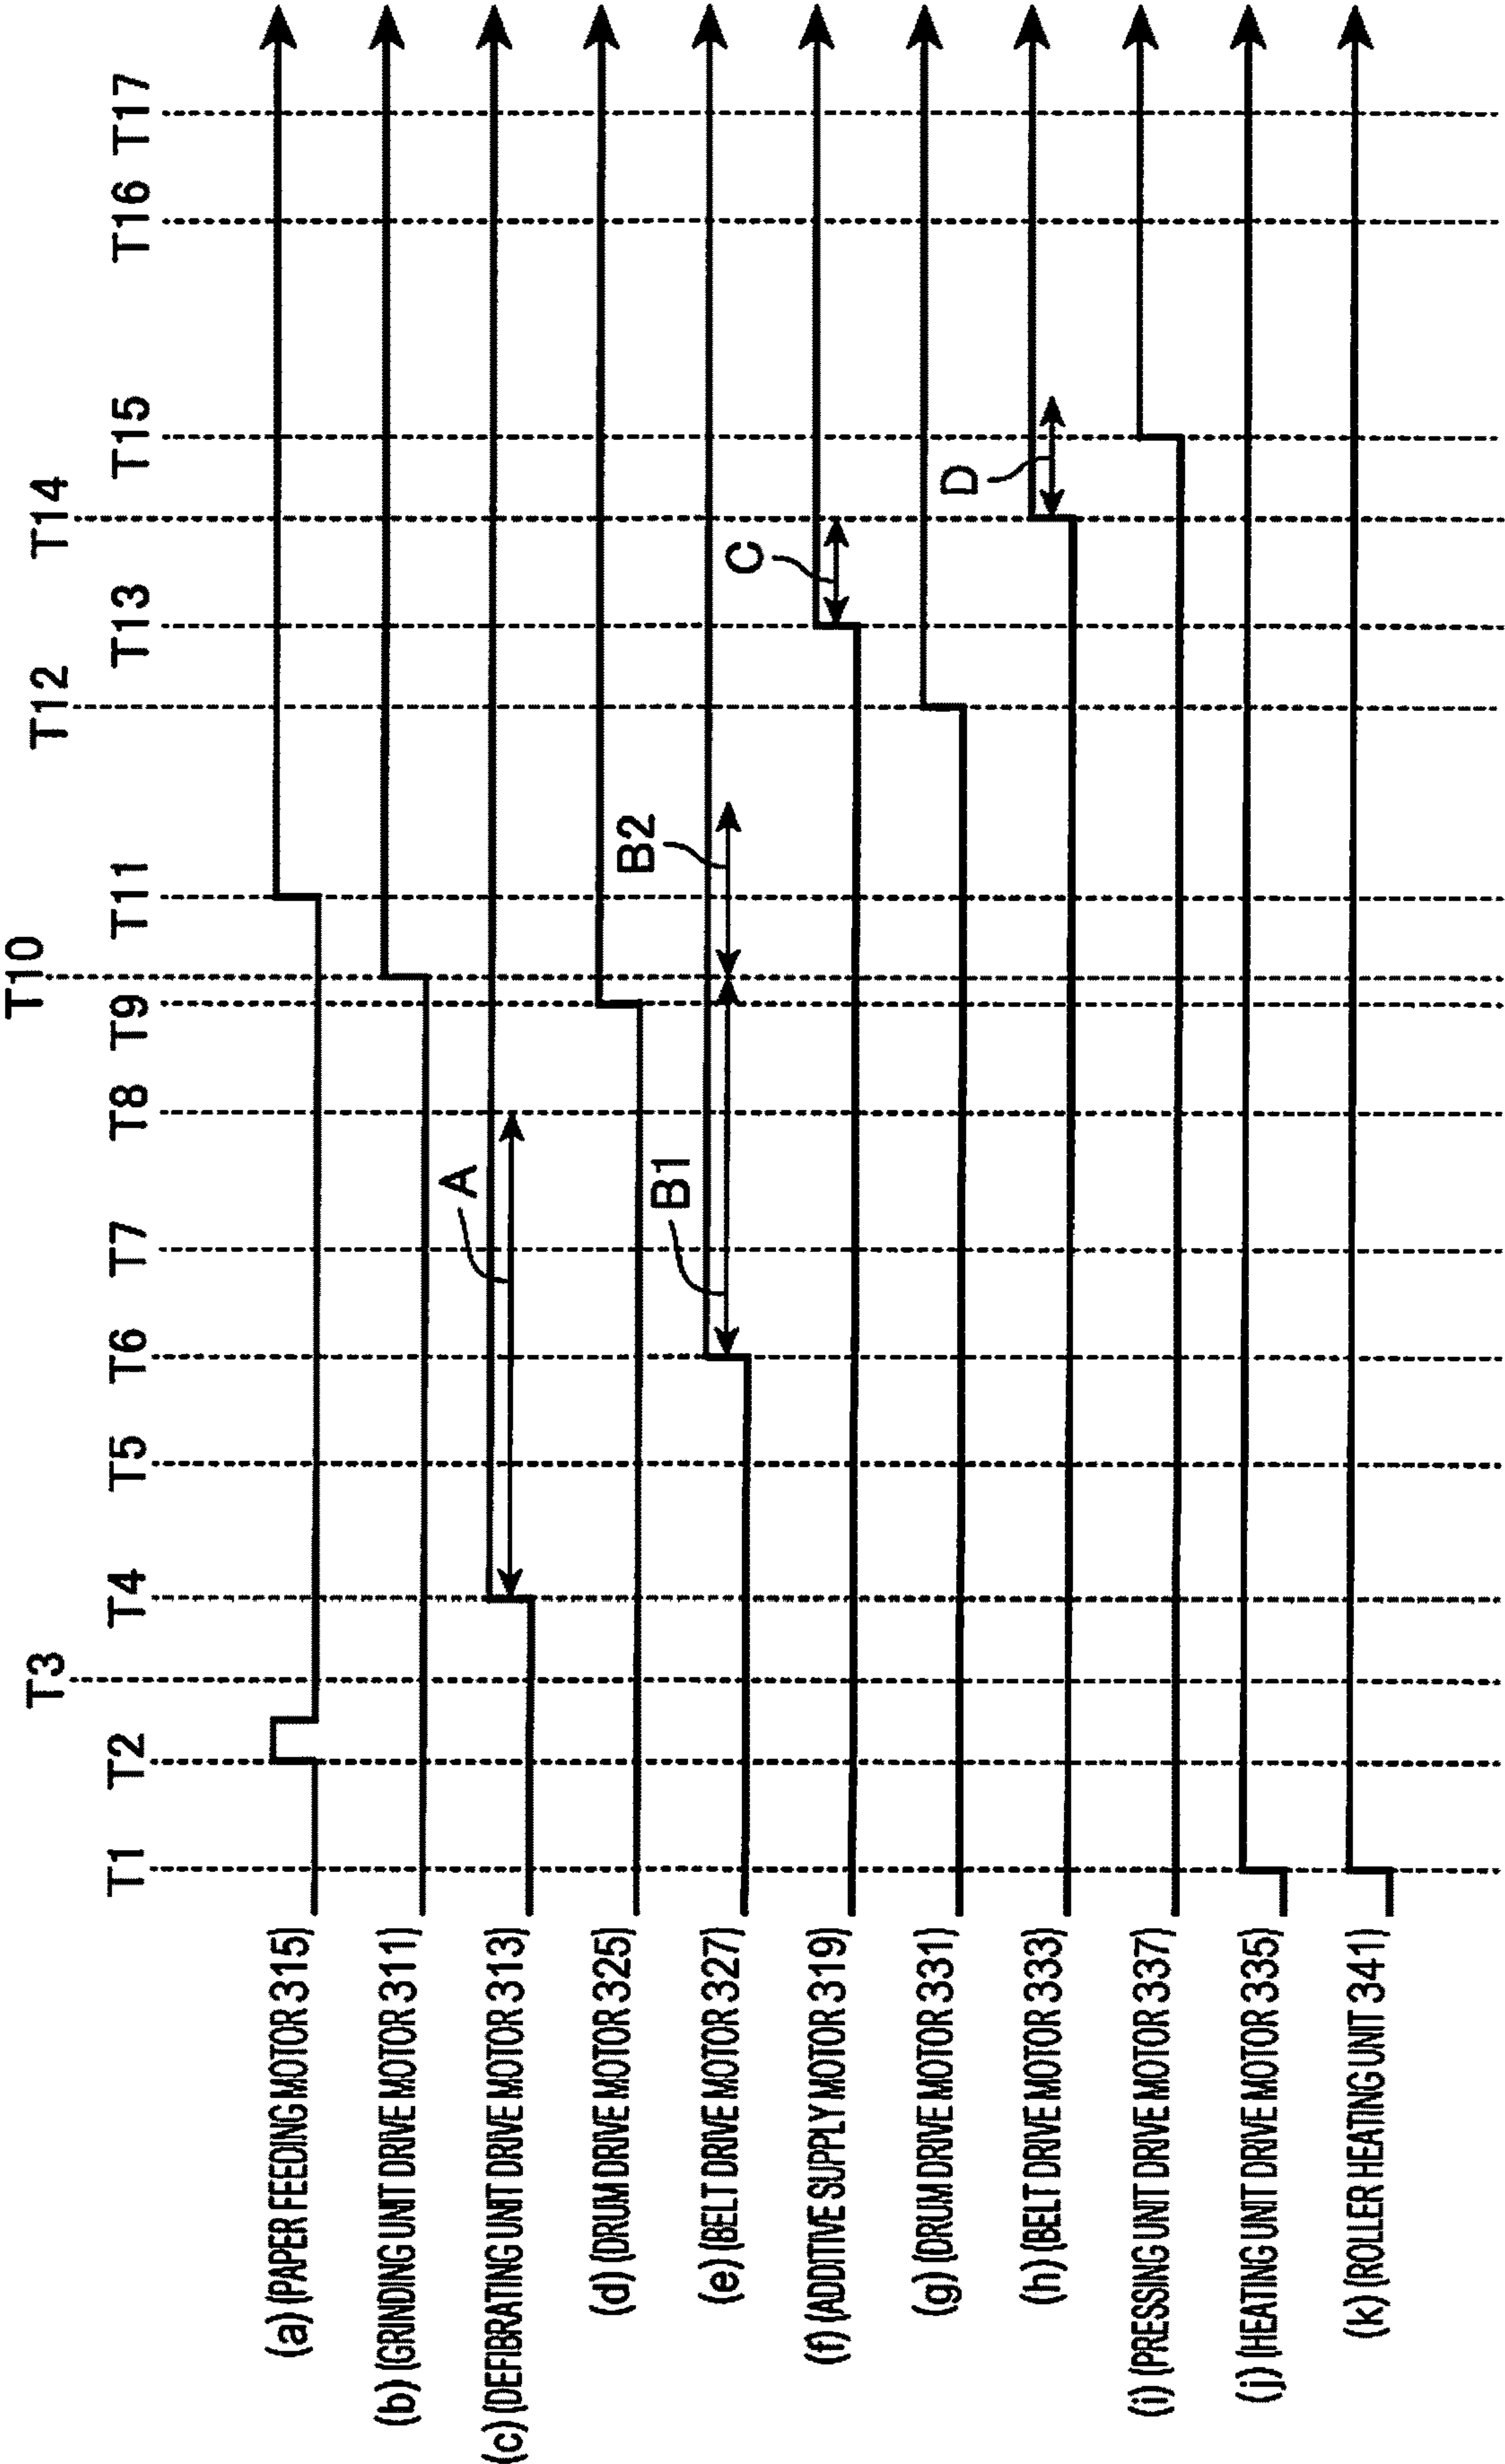 T3 T10 T12 T14
T1 T2 T4 T5 T6 T7 T8 T9 T11 T13 T15 T16 T17
(a) (PAPER FEEDING MOTOR 315)
(b) (GRINDING UNIT DRIVE MOTOR 311)
(c) (DEFIBRATING UNIT DRIVE MOTOR 313)
A
(d) (DRUM DRIVE MOTOR 325)
(e) (BELT DRIVE MOTOR 327)
B1
B2
(f) (ADDITIVE SUPPLY MOTOR 319)
C
(g) (DRUM DRIVE MOTOR 331)
(h) (BELT DRIVE MOTOR 333)
D
(i) (PRESSING UNIT DRIVE MOTOR 337)
(j) (HEATING UNIT DRIVE MOTOR 335)
(k) (ROLLER HEATING UNIT 341)